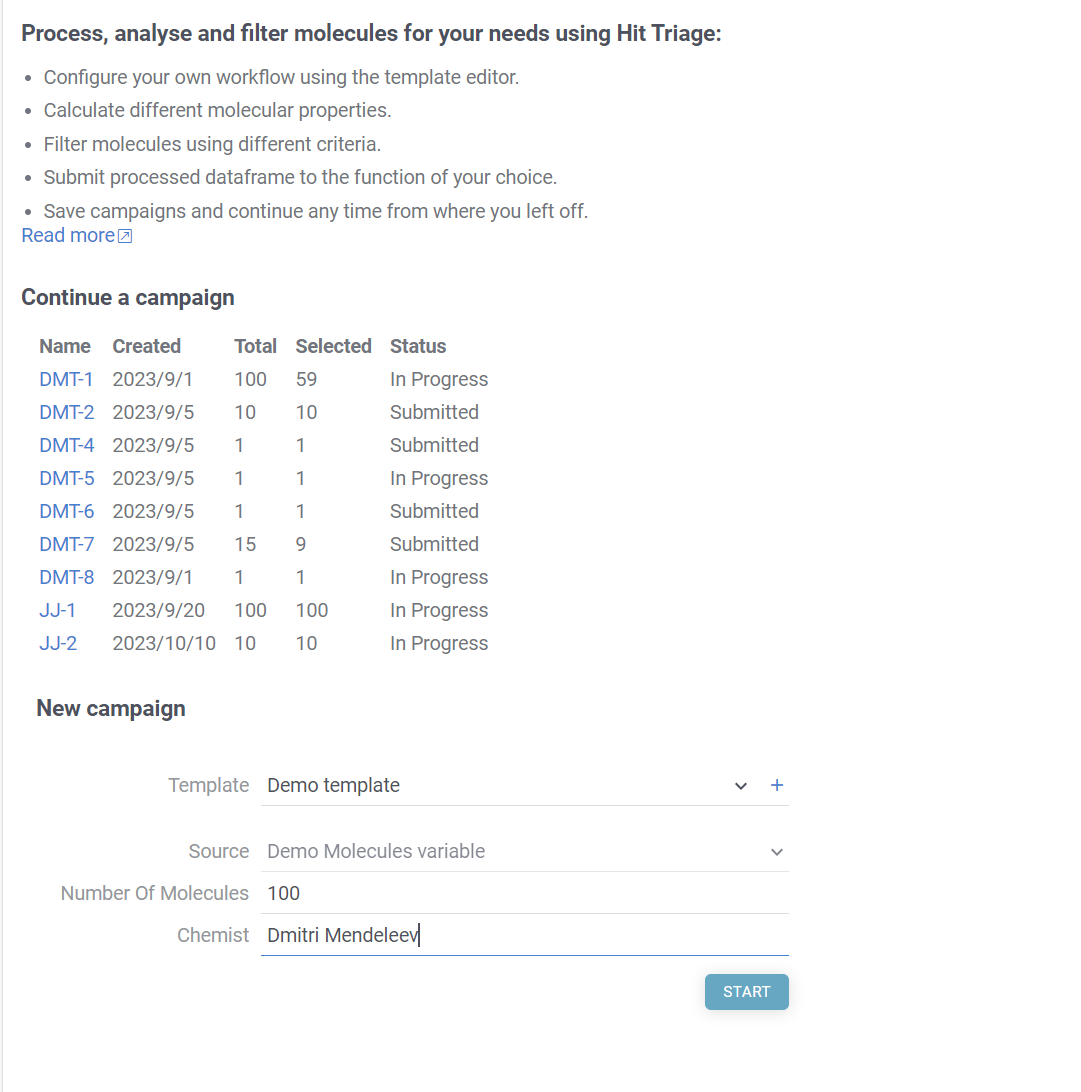 Process, analyse and filter molecules for your needs using Hit Triage:
• Configure your own workflow using the template editor.
• Calculate different molecular properties.
• Filter molecules using different criteria.
• Submit processed dataframe to the function of your choice.
• Save campaigns and continue any time from where you left off.
Read more
Continue a campaign
Name Created Total Selected Status
DMT-1 2023/9/1 100 59 In Progress
DMT-2 2023/9/5 10 10 Submitted
DMT-4 2023/9/5 1 1 Submitted
DMT-5 2023/9/5 1 1 In Progress
DMT-6 2023/9/5 1 1 Submitted
DMT-7 2023/9/5 15 9 Submitted
DMT-8 2023/9/1 1 1 In Progress
JJ-1 2023/9/20 100 100 In Progress
JJ-2 2023/10/10 10 10 In Progress
New campaign
Template Demo template +
Source Demo Molecules variable
Number Of Molecules 100
Chemist Dmitri Mendeleev
START